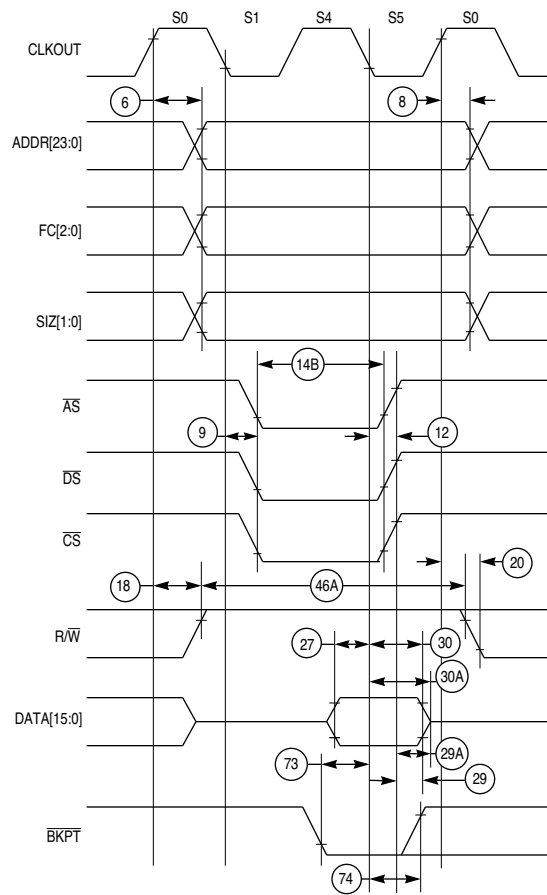 S0 S1 S4 S5 S0
CLKOUT
6 8
ADDR[23:0]
FC[2:0]
SIZ[1:0]
14B
AS
9 12
DS
CS
20
18 46A
R/W
27 30
30A
DATA[15:0]
29A
73 29
BKPT
74